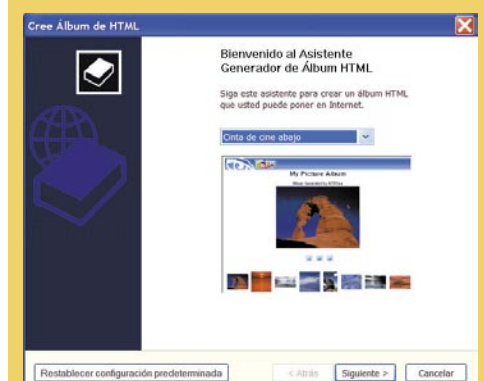 Cree Álbum de HTML
Bienvenido al Asistente
Generador de Álbum HTML
Siga este asistente para crear un álbum HTML
que usted puede poner en Internet.
Cinta de cine abajo
My Picture Album
Restablecer configuración predeterminada
< Atrás
Siguiente >
Cancelar